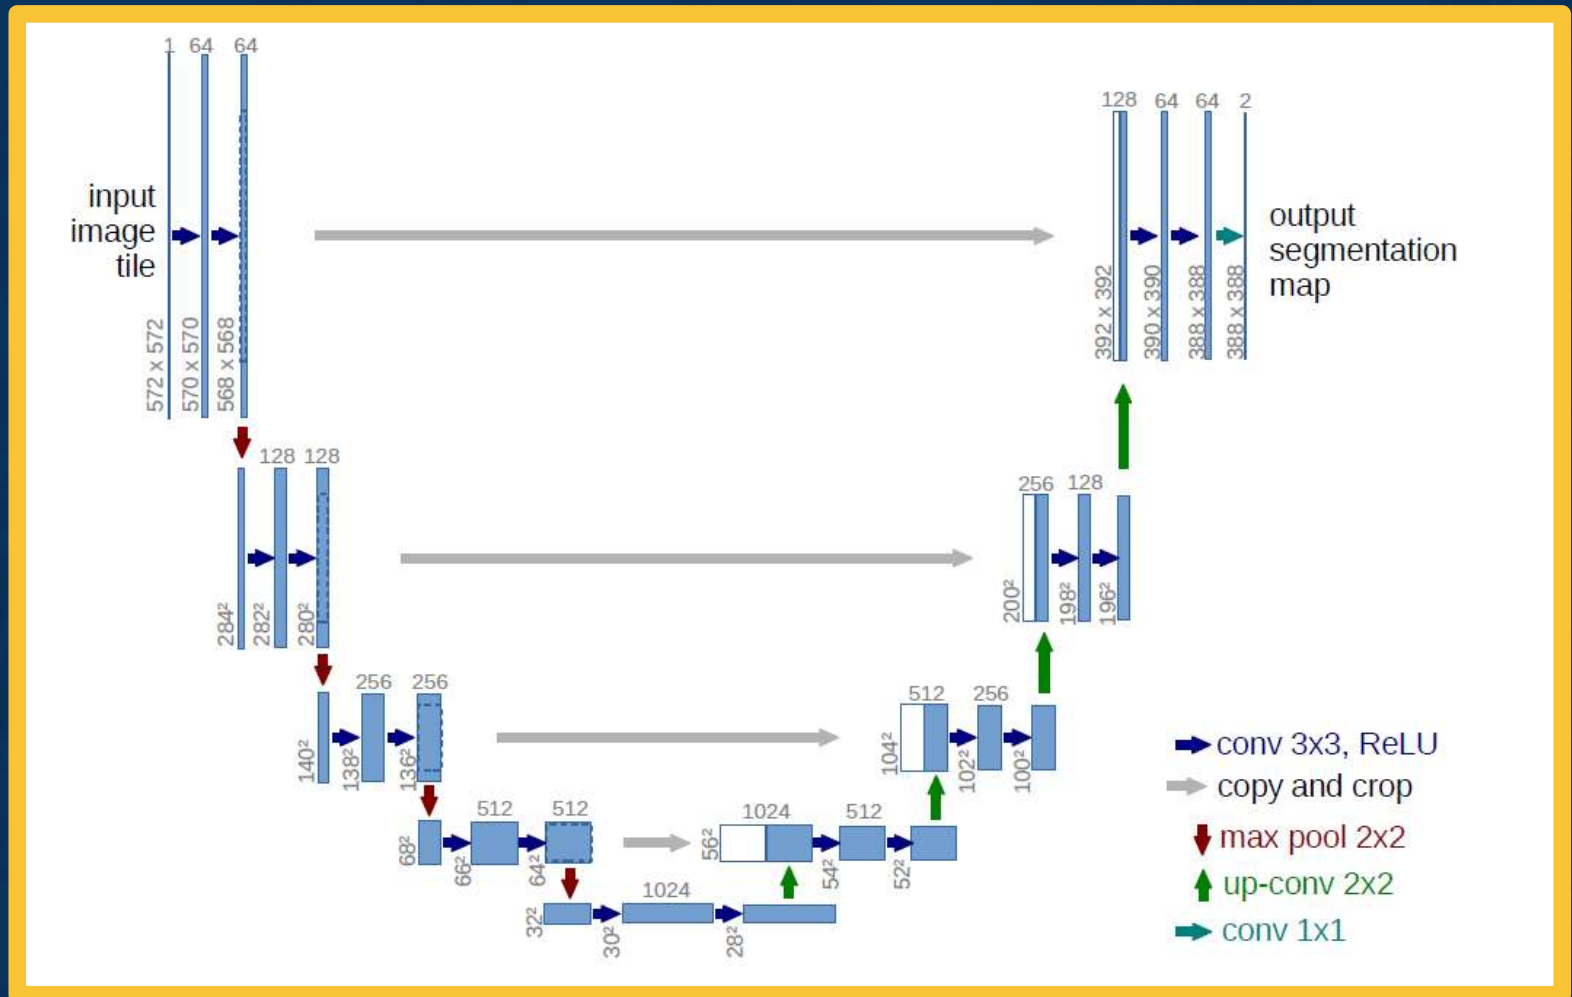 1 64 64
input
image
tile
572 x 572
570 x 570
568 x 568
128 64 64 2
output
segmentation
map
392 x 392
390 x 390
388 x 388
388 x 388
128 128
284²
282²
280²
256 128
200²
198²
196²
256 256
140²
138²
136²
512 256
104²
102²
100²
512 512
68²
66²
64²
1024 512
56²
54²
52²
1024
32²
30²
28²
conv 3x3, ReLU
copy and crop
max pool 2x2
up-conv 2x2
conv 1x1